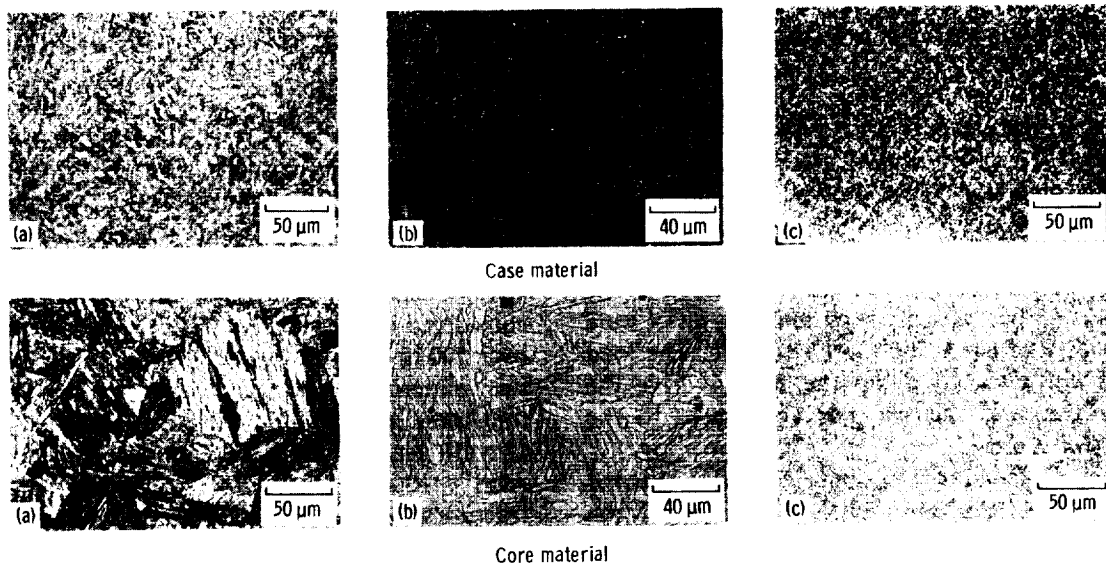 (a) 50 μm (b) 40 μm (c) 50 μm
Case material
(a) 50 μm (b) 40 μm (c) 50 μm
Core material